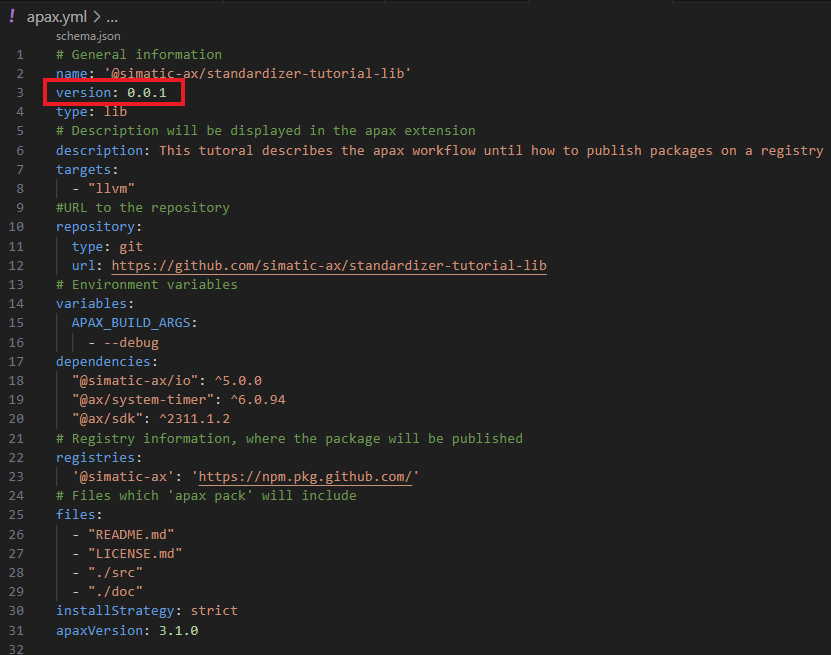 ! apax.yml > ...
schema.json
1 # General information
2 name: '@simatic-ax/standardizer-tutorial-lib'
3 version: 0.0.1
4 type: lib
5 # Description will be displayed in the apax extension
6 description: This tutoral describes the apax workflow until how to publish packages on a registry
7 targets:
8 - "llvm"
9 #URL to the repository
10 repository:
11 type: git
12 url: https://github.com/simatic-ax/standardizer-tutorial-lib
13 # Environment variables
14 variables:
15 APAX_BUILD_ARGS:
16 - --debug
17 dependencies:
18 "@simatic-ax/io": ^5.0.0
19 "@ax/system-timer": ^6.0.94
20 "@ax/sdk": ^2311.1.2
21 # Registry information, where the package will be published
22 registries:
23 '@simatic-ax': 'https://npm.pkg.github.com/'
24 # Files which 'apax pack' will include
25 files:
26 - "README.md"
27 - "LICENSE.md"
28 - "./src"
29 - "./doc"
30 installStrategy: strict
31 apaxVersion: 3.1.0
32